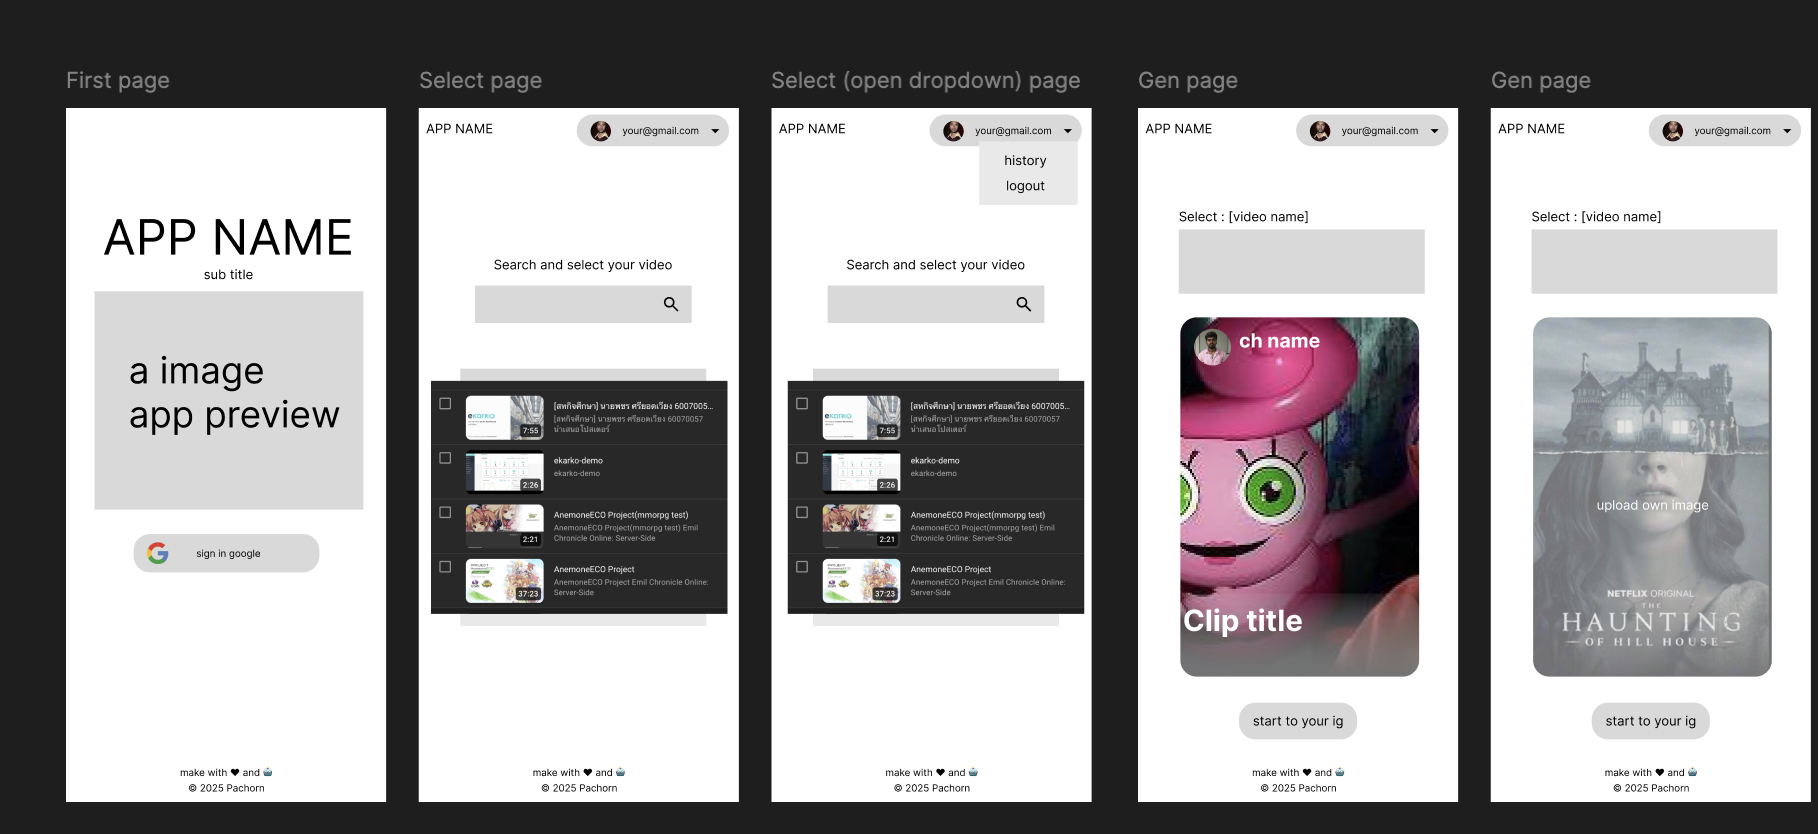 First page
APP NAME
sub title
a image
app preview
sign in google
make with ❤ and 🤖
© 2025 Pachorn
Select page
APP NAME
your@gmail.com
Search and select your video
ekarko
7:55
[สหกิจศึกษา] นายพชร ศรียอดเวียง 6007005...
[สหกิจศึกษา] นายพชร ศรียอดเวียง 60070057
นำเสนอโปสเตอร์
2:26
ekarko-demo
ekarko-demo
2:21
AnemoneECO Project(mmorpg test)
AnemoneECO Project(mmorpg test) Emil
Chronicle Online: Server-Side
37:23
AnemoneECO Project
AnemoneECO Project Emil Chronicle Online:
Server-Side
make with ❤ and 🤖
© 2025 Pachorn
Select (open dropdown) page
APP NAME
your@gmail.com
history
logout
Search and select your video
ekarko
7:55
[สหกิจศึกษา] นายพชร ศรียอดเวียง 6007005...
[สหกิจศึกษา] นายพชร ศรียอดเวียง 60070057
นำเสนอโปสเตอร์
2:26
ekarko-demo
ekarko-demo
2:21
AnemoneECO Project(mmorpg test)
AnemoneECO Project(mmorpg test) Emil
Chronicle Online: Server-Side
37:23
AnemoneECO Project
AnemoneECO Project Emil Chronicle Online:
Server-Side
make with ❤ and 🤖
© 2025 Pachorn
Gen page
APP NAME
your@gmail.com
Select : [video name]
ch name
Clip title
start to your ig
make with ❤ and 🤖
© 2025 Pachorn
Gen page
APP NAME
your@gmail.com
Select : [video name]
upload own image
NETFLIX ORIGINAL
THE
HAUNTING
OF HILL HOUSE
start to your ig
make with ❤ and 🤖
© 2025 Pachorn